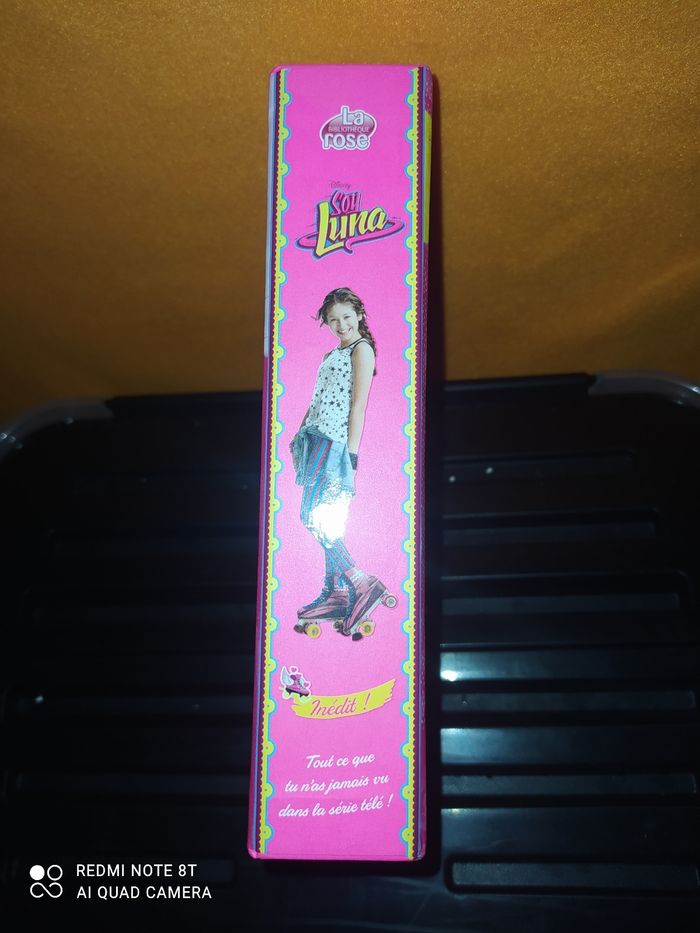 La
BIBLIOTHÈQUE
rose
Disney
SOY
Luna
Inédit !
Tout ce que
tu n'as jamais vu
dans la série télé !
REDMI NOTE 8T
AI QUAD CAMERA